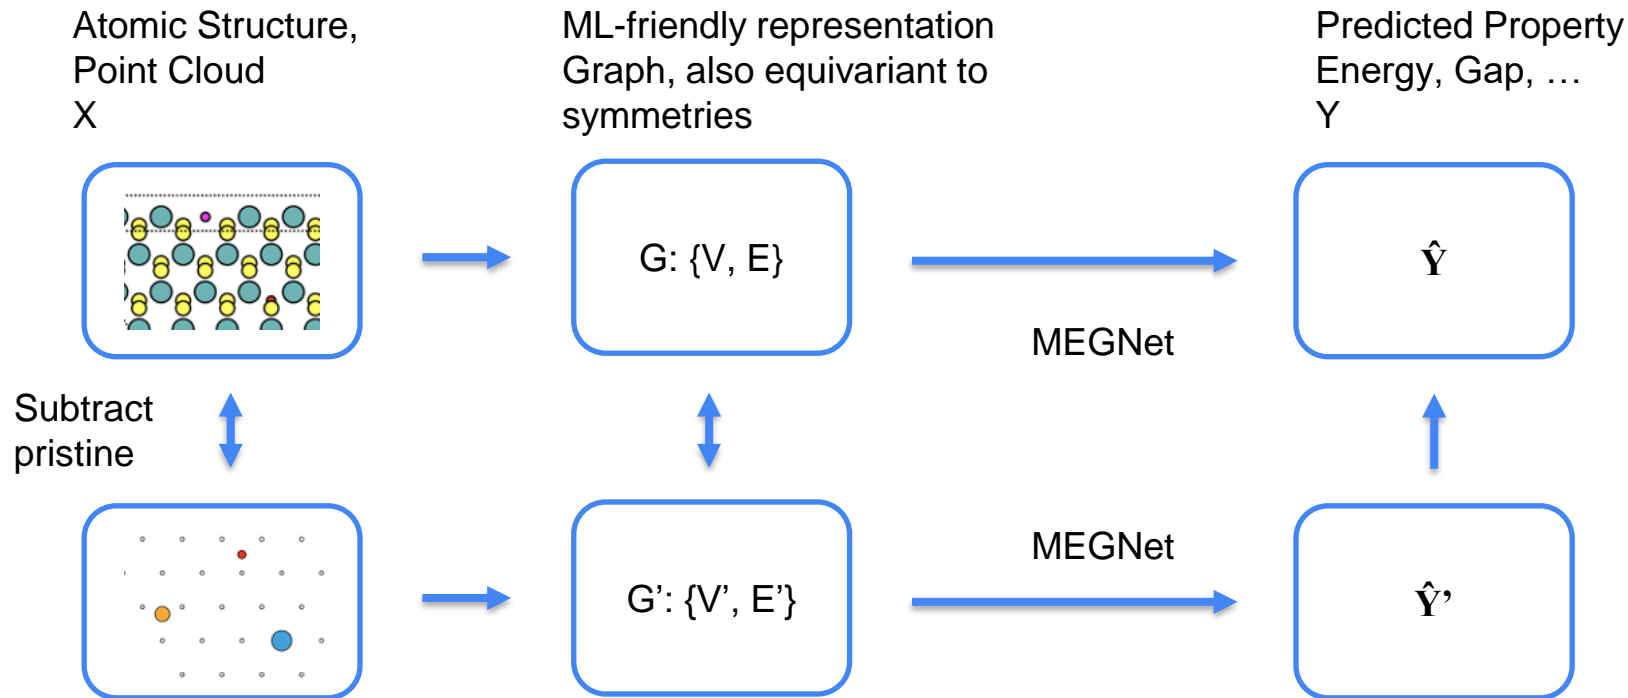 Atomic Structure,
Point Cloud
X
ML-friendly representation
Graph, also equivariant to
symmetries
Predicted Property
Energy, Gap, …
Y
G: {V, E}
MEGNet
Ŷ
Subtract
pristine
G’: {V’, E’}
MEGNet
Ŷ’